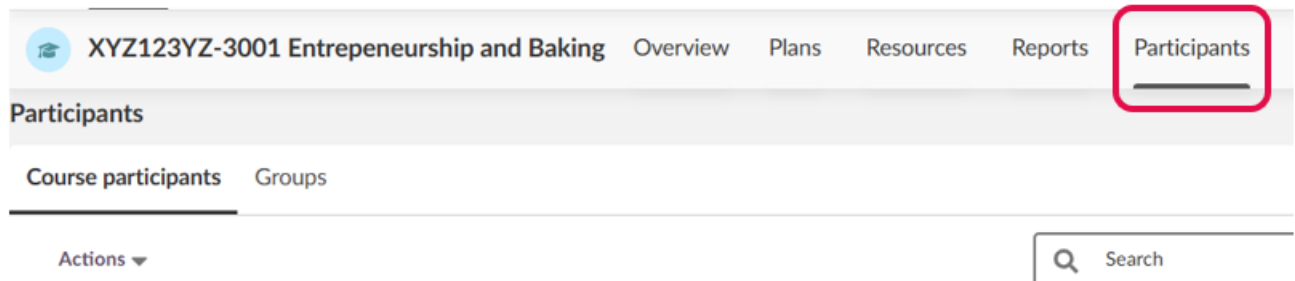 XYZ123YZ-3001 Entrepeneurship and Baking Overview Plans Resources Reports Participants
Participants
Course participants Groups
Actions Search